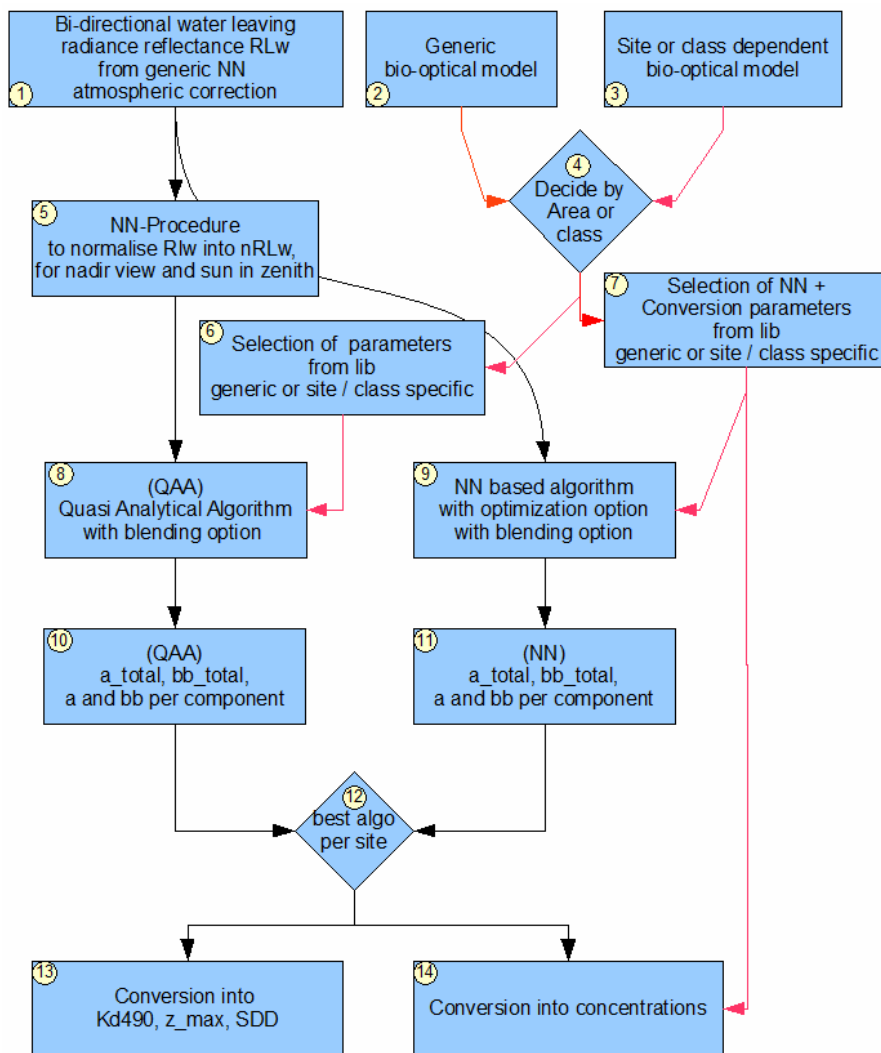 Bi-directional water leaving
radiance reflectance RLw
from generic NN
atmospheric correction
1
Generic
bio-optical model
2
Site or class dependent
bio-optical model
3
4
Decide by
Area or
class
5
NN-Procedure
to normalise Rlw into nRLw,
for nadir view and sun in zenith
6
Selection of parameters
from lib
generic or site / class specific
7
Selection of NN +
Conversion parameters
from lib
generic or site / class specific
8
(QAA)
Quasi Analytical Algorithm
with blending option
9
NN based algorithm
with optimization option
with blending option
10
(QAA)
a_total, bb_total,
a and bb per component
11
(NN)
a_total, bb_total,
a and bb per component
12
best algo
per site
13
Conversion into
Kd490, z_max, SDD
14
Conversion into concentrations